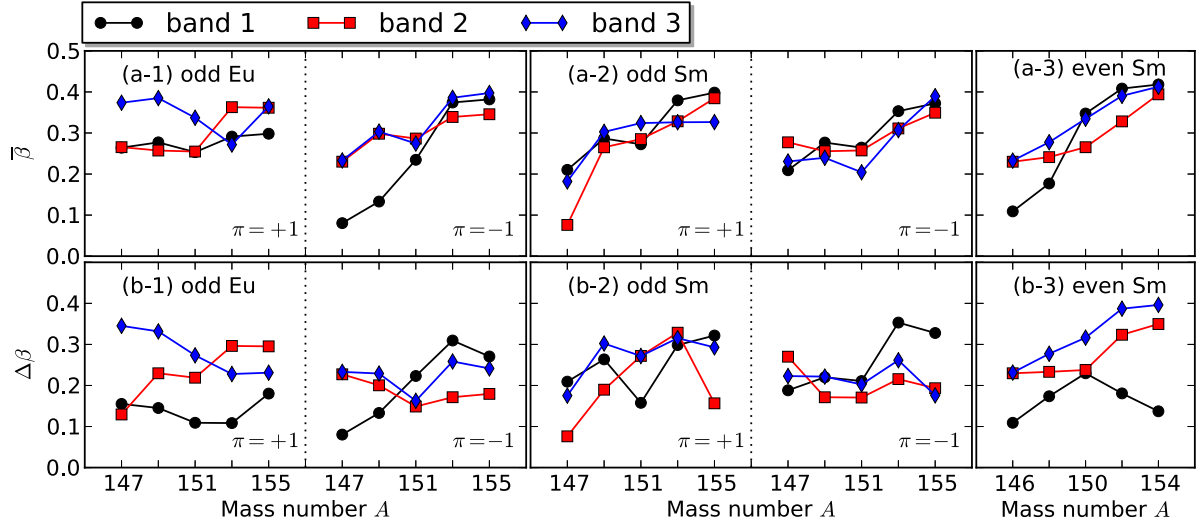 band 1 band 2 band 3
0.5
0.4
0.3
0.2
0.1
0.0
β̅
(a-1) odd Eu
π = +1
π = −1
(a-2) odd Sm
π = +1
π = −1
(a-3) even Sm
0.4
0.3
0.2
0.1
0.0
Δβ
(b-1) odd Eu
π = +1
π = −1
(b-2) odd Sm
π = +1
π = −1
(b-3) even Sm
147 151 155 147 151 155 147 151 155 147 151 155 146 150 154
Mass number A Mass number A Mass number A